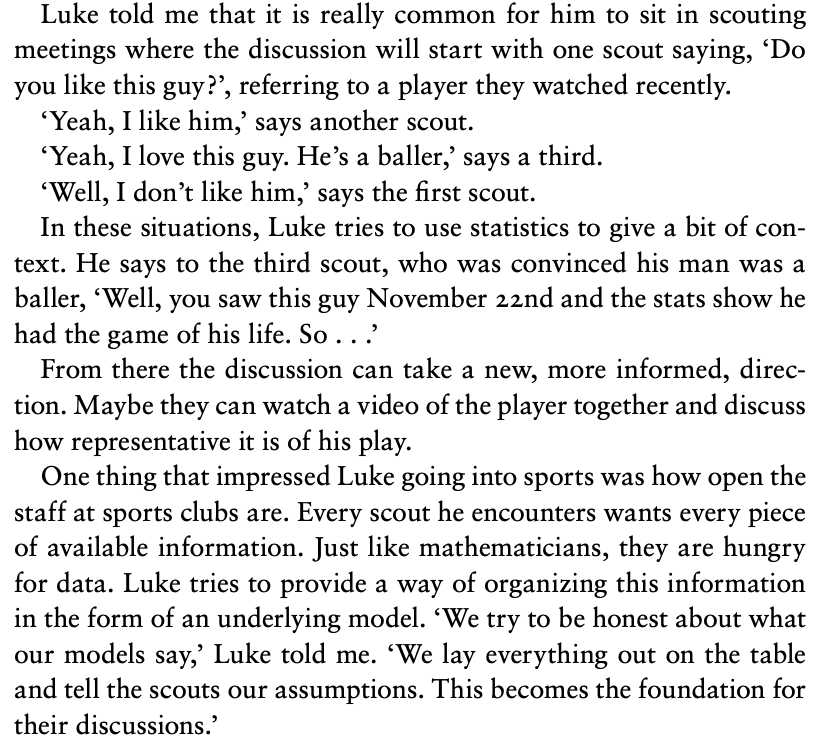 Luke told me that it is really common for him to sit in scouting
meetings where the discussion will start with one scout saying, ‘Do
you like this guy?’, referring to a player they watched recently.
‘Yeah, I like him,’ says another scout.
‘Yeah, I love this guy. He’s a baller,’ says a third.
‘Well, I don’t like him,’ says the first scout.
In these situations, Luke tries to use statistics to give a bit of con-
text. He says to the third scout, who was convinced his man was a
baller, ‘Well, you saw this guy November 22nd and the stats show he
had the game of his life. So . . .’
From there the discussion can take a new, more informed, direc-
tion. Maybe they can watch a video of the player together and discuss
how representative it is of his play.
One thing that impressed Luke going into sports was how open the
staff at sports clubs are. Every scout he encounters wants every piece
of available information. Just like mathematicians, they are hungry
for data. Luke tries to provide a way of organizing this information
in the form of an underlying model. ‘We try to be honest about what
our models say,’ Luke told me. ‘We lay everything out on the table
and tell the scouts our assumptions. This becomes the foundation for
their discussions.’